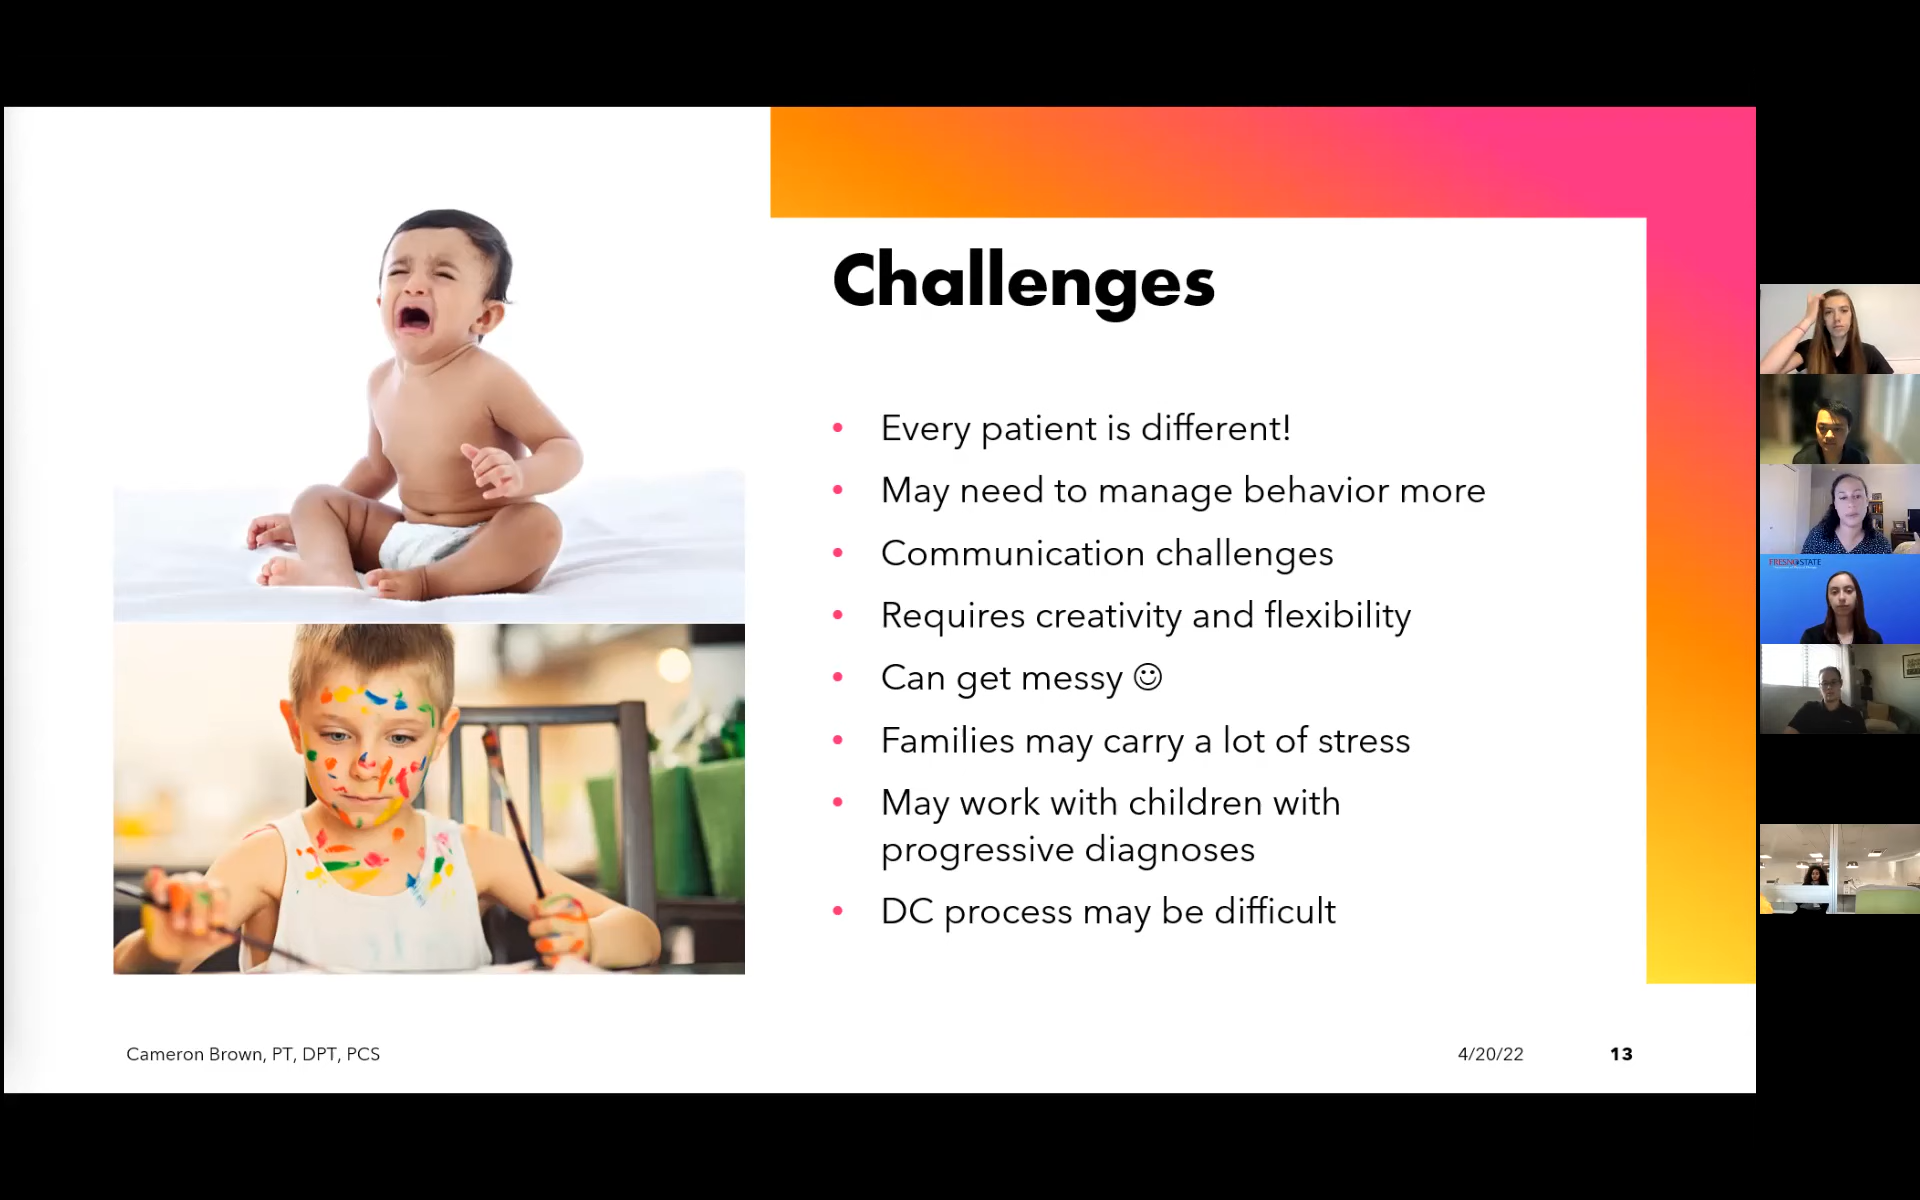 Challenges
• Every patient is different!
• May need to manage behavior more
• Communication challenges
• Requires creativity and flexibility
• Can get messy ☺
• Families may carry a lot of stress
• May work with children with
progressive diagnoses
• DC process may be difficult
Cameron Brown, PT, DPT, PCS
4/20/22
13
FRESNO STATE